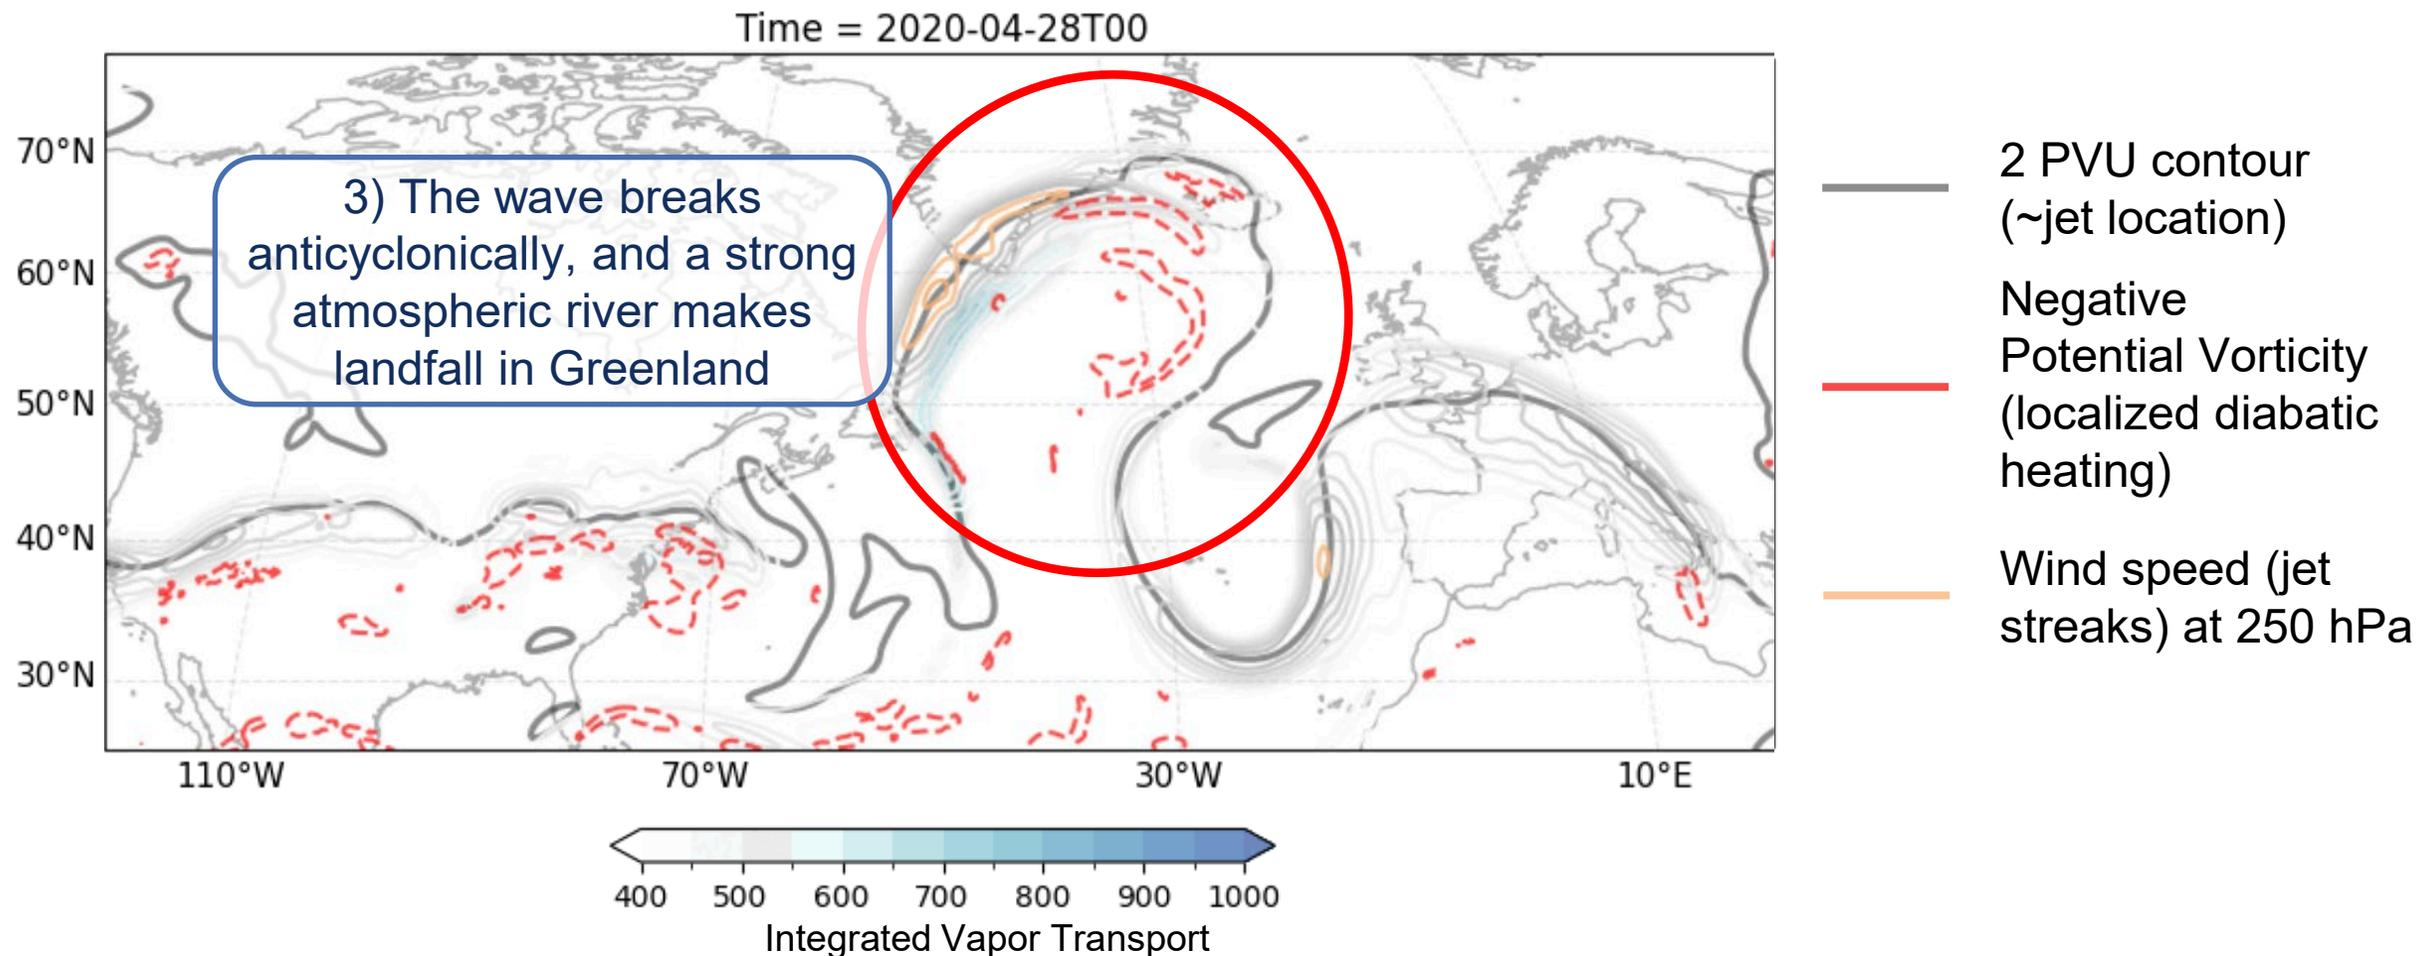 Time = 2020-04-28T00
70°N
60°N
50°N
40°N
30°N
3) The wave breaks
anticyclonically, and a strong
atmospheric river makes
landfall in Greenland
110°W
70°W
30°W
10°E
400
500
600
700
800
900
1000
Integrated Vapor Transport
2 PVU contour
(~jet location)
Negative
Potential Vorticity
(localized diabatic
heating)
Wind speed (jet
streaks) at 250 hPa